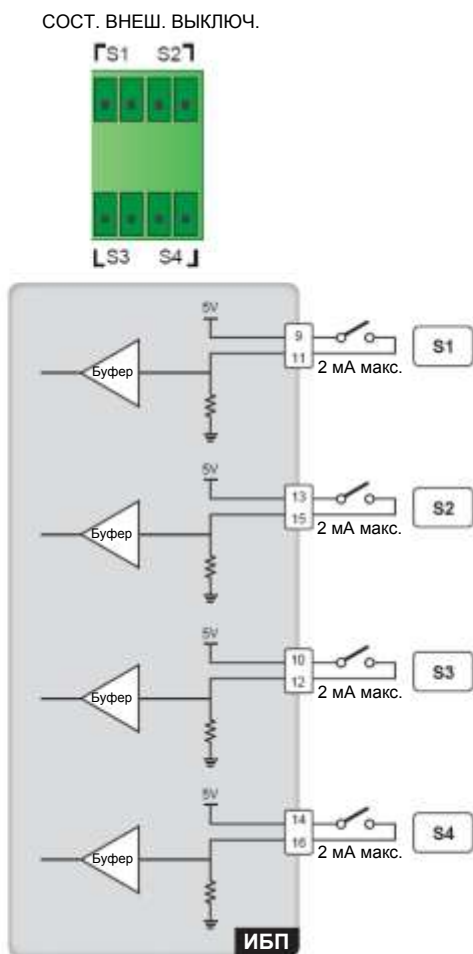 СОСТ. ВНЕШ. ВЫКЛЮЧ.
S1 S2
S3 S4
5V
9
11
Буфер
2 мА макс.
S1
5V
13
15
Буфер
2 мА макс.
S2
5V
10
12
Буфер
2 мА макс.
S3
5V
14
16
Буфер
2 мА макс.
S4
ИБП